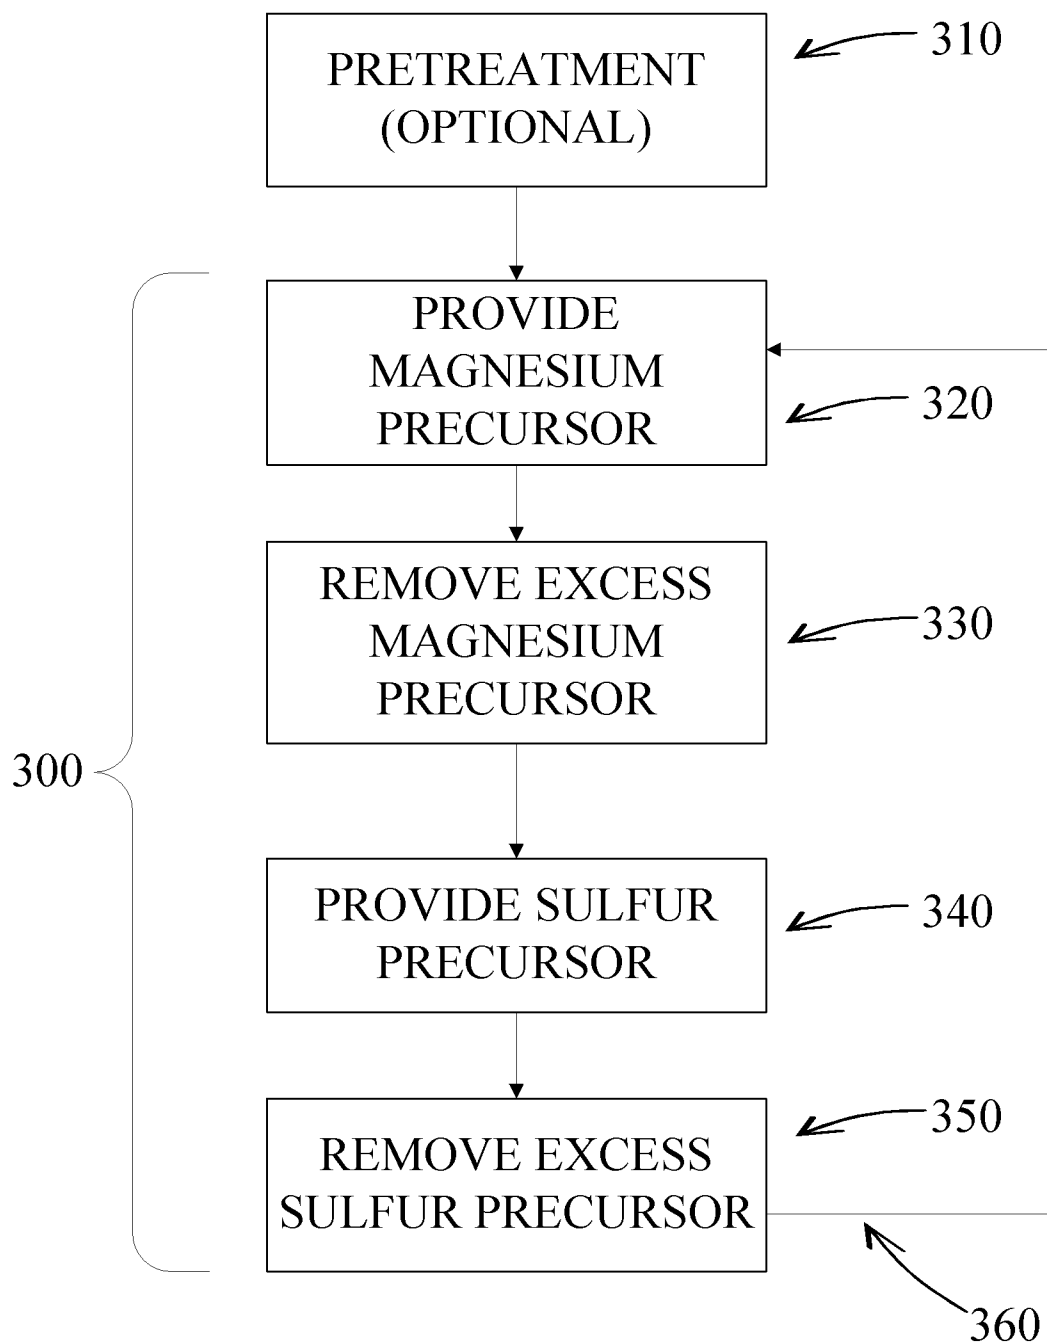 PRETREATMENT
(OPTIONAL)
310
PROVIDE
MAGNESIUM
PRECURSOR
320
REMOVE EXCESS
MAGNESIUM
PRECURSOR
330
300
PROVIDE SULFUR
PRECURSOR
340
REMOVE EXCESS
SULFUR PRECURSOR
350
360